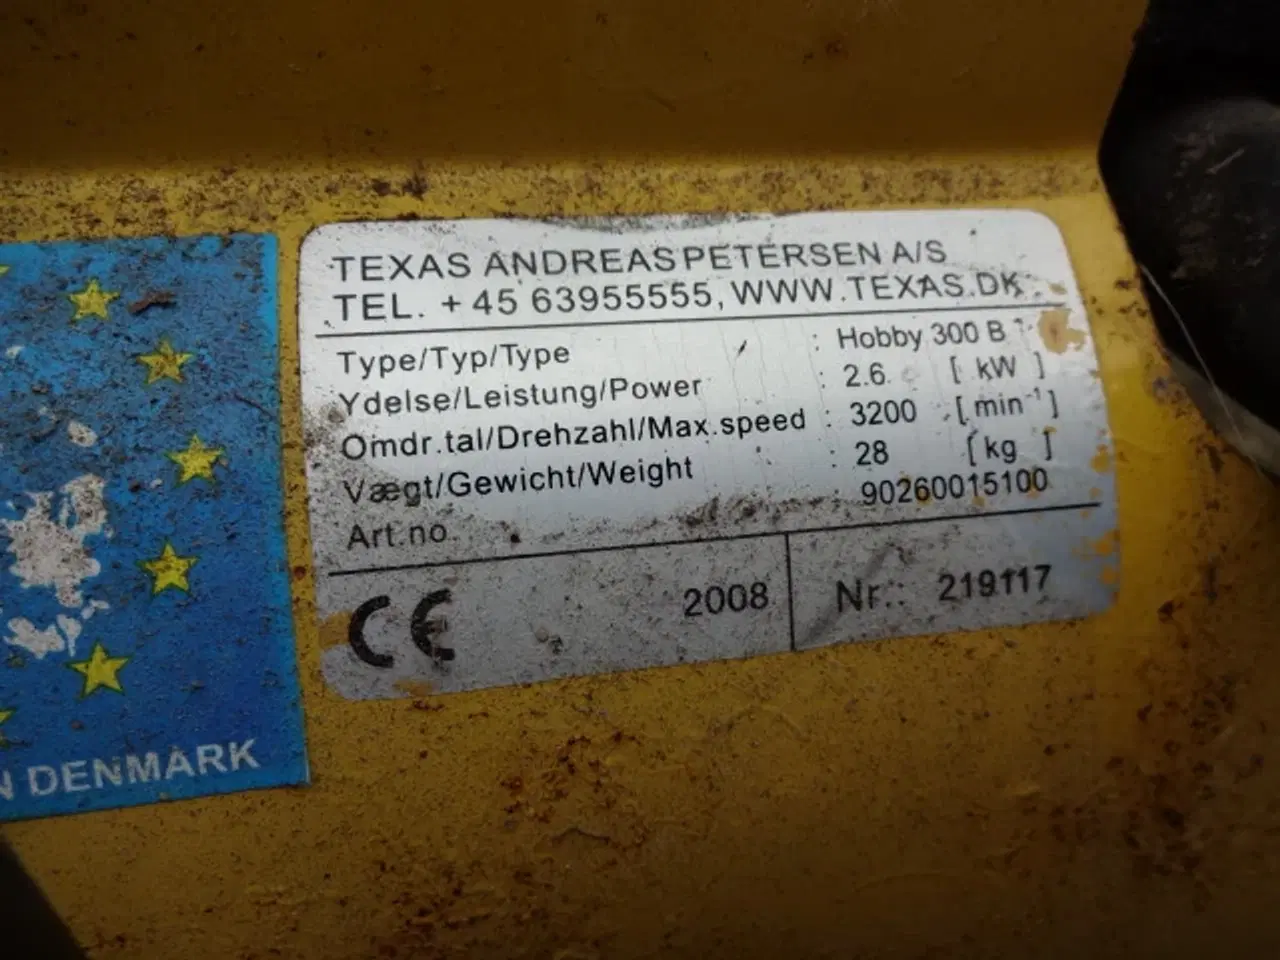 TEXAS ANDREAS PETERSEN A/S
TEL. +45 63955555, WWW.TEXAS.DK
Type/Typ/Type : Hobby 300 B
Ydelse/Leistung/Power : 2.6 [ kW ]
Omdr.tal/Drehzahl/Max.speed : 3200 [ min⁻¹ ]
Vægt/Gewicht/Weight : 28 [ kg ]
Art.no. : 90260015100
CE 2008 Nr.: 219117
N DENMARK